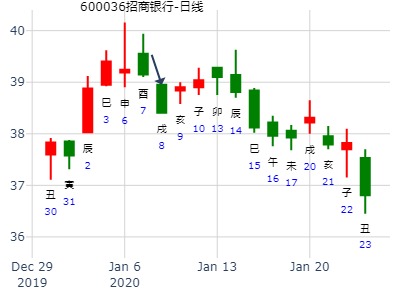 600036招商银行-日线
40
39
38
37
36
丑
30
寅
31
辰
2
巳
3
申
6
酉
7
戌
8
亥
9
子
10
卯
13
辰
14
巳
15
午
16
未
17
戌
20
亥
21
子
22
丑
23
Dec 29
2019
Jan 6
2020
Jan 13
Jan 20